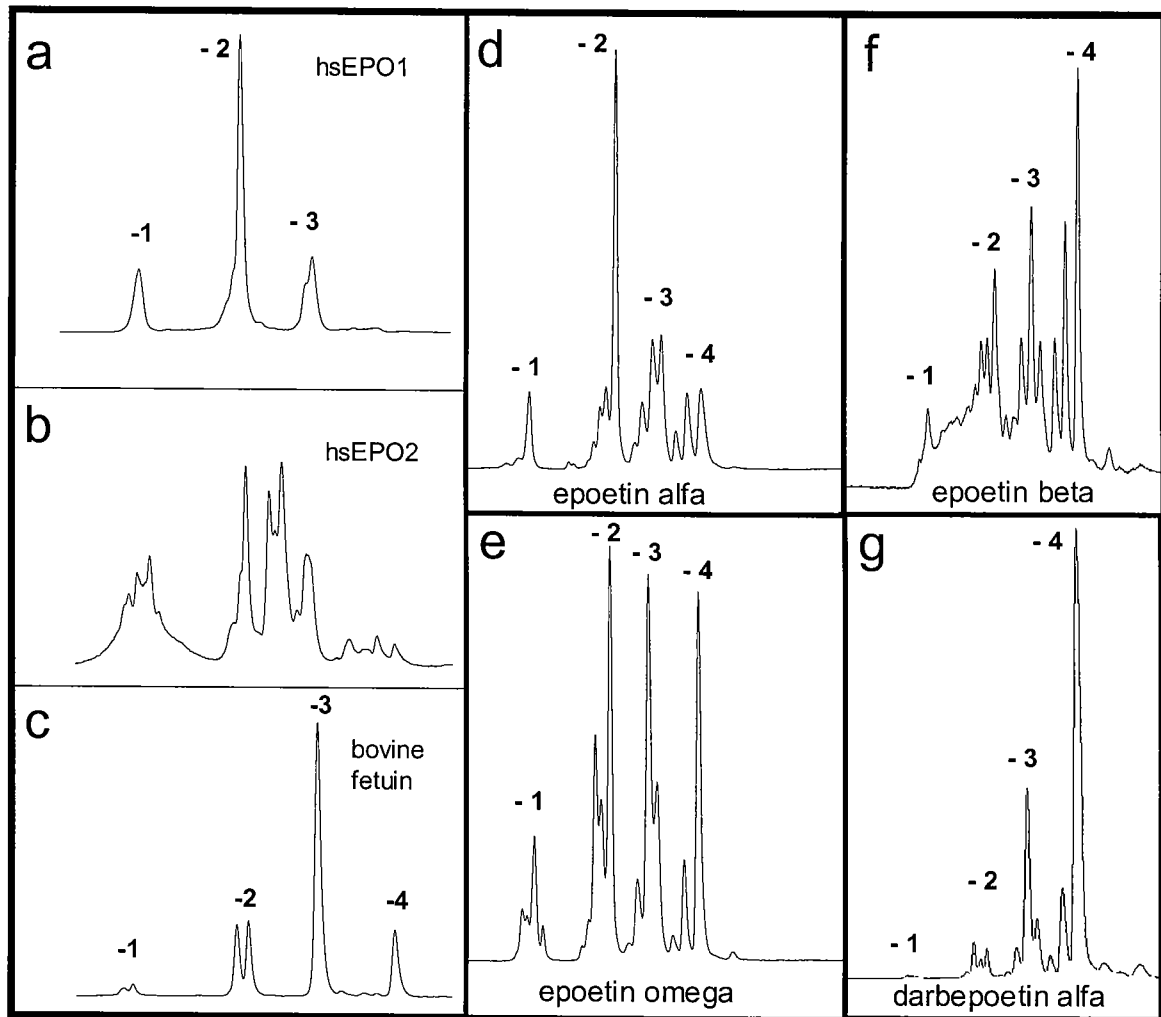 a
hsEPO1
-1
- 2
- 3
b
hsEPO2
c
bovine
fetuin
-1
-2
-3
-4
d
- 1
- 2
- 3
- 4
epoetin alfa
e
- 1
- 2
- 3
- 4
epoetin omega
f
- 1
- 2
- 3
- 4
epoetin beta
g
- 1
- 2
- 3
- 4
darbepoetin alfa